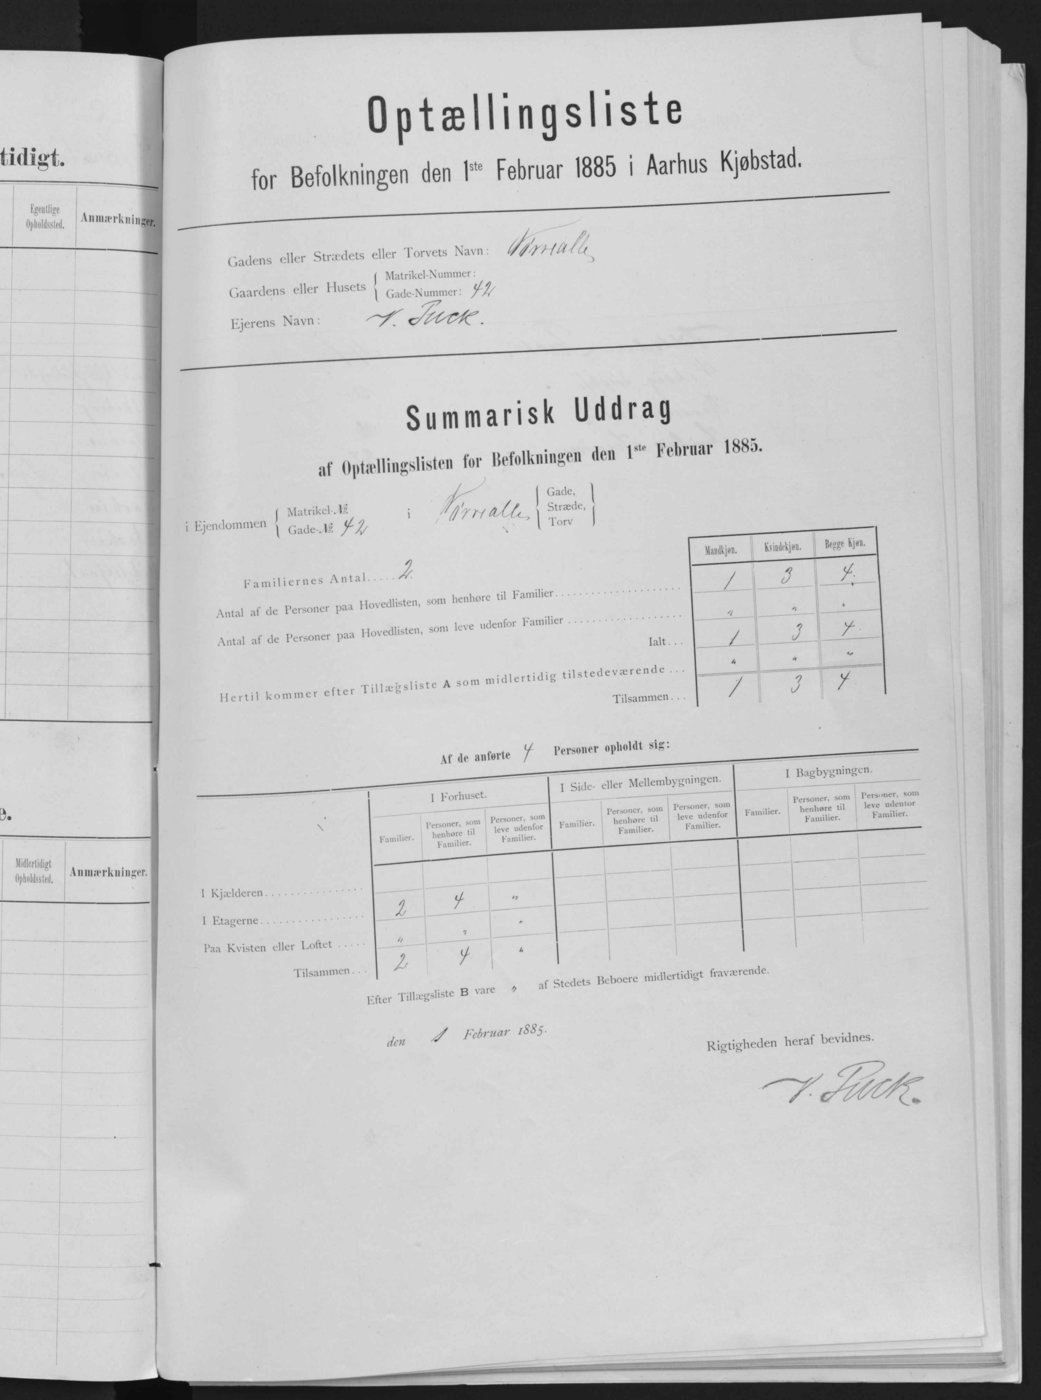 tidigt.
Egentlige Opholdssted.
Anmærkninger.
e.
Midlertidigt Opholdssted.
Anmærkninger.
Optællingsliste
for Befolkningen den 1ste Februar 1885 i Aarhus Kjøbstad.
Gadens eller Strædets eller Torvets Navn: Nørrealle
Gaardens eller Husets { Matrikel-Nummer:
Gade-Nummer: 42
Ejerens Navn: V. Puck.
Summarisk Uddrag
af Optællingslisten for Befolkningen den 1ste Februar 1885.
i Ejendommen { Matrikel-№
Gade-№ 42 i Nørrealle { Gade, Stræde, Torv }
Mandkjøn. Kvindekjøn. Begge Kjøn.
Familiernes Antal..... 2
Antal af de Personer paa Hovedlisten, som henhøre til Familier 1 3 4.
Antal af de Personer paa Hovedlisten, som leve udenfor Familier " " "
Ialt... 1 3 4.
Hertil kommer efter Tillægsliste A som midlertidig tilstedeværende ... " " "
Tilsammen... 1 3 4
Af de anførte 4 Personer opholdt sig:
I Forhuset. I Side- eller Mellembygningen. I Bagbygningen.
Familier. Personer, som henhøre til Familier. Personer, som leve udenfor Familier. Familier. Personer, som henhøre til Familier. Personer, som leve udenfor Familier. Familier. Personer, som henhøre til Familier. Personer, som leve udenfor Familier.
I Kjælderen
I Etagerne 2 4 "
Paa Kvisten eller Loftet " " "
Tilsammen... 2 4 "
Efter Tillægsliste B vare " af Stedets Beboere midlertidigt fraværende.
den 1 Februar 1885.
Rigtigheden heraf bevidnes.
V. Puck.